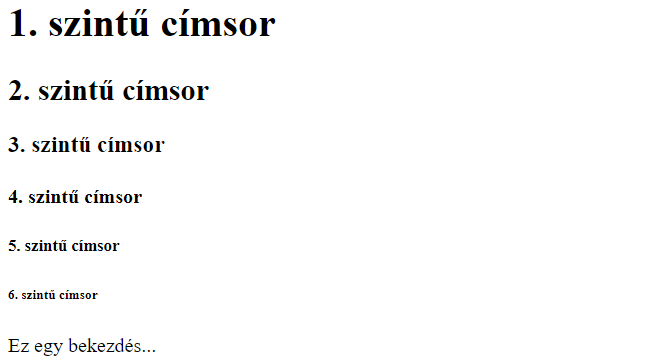 1. szintű címsor
2. szintű címsor
3. szintű címsor
4. szintű címsor
5. szintű címsor
6. szintű címsor
Ez egy bekezdés...